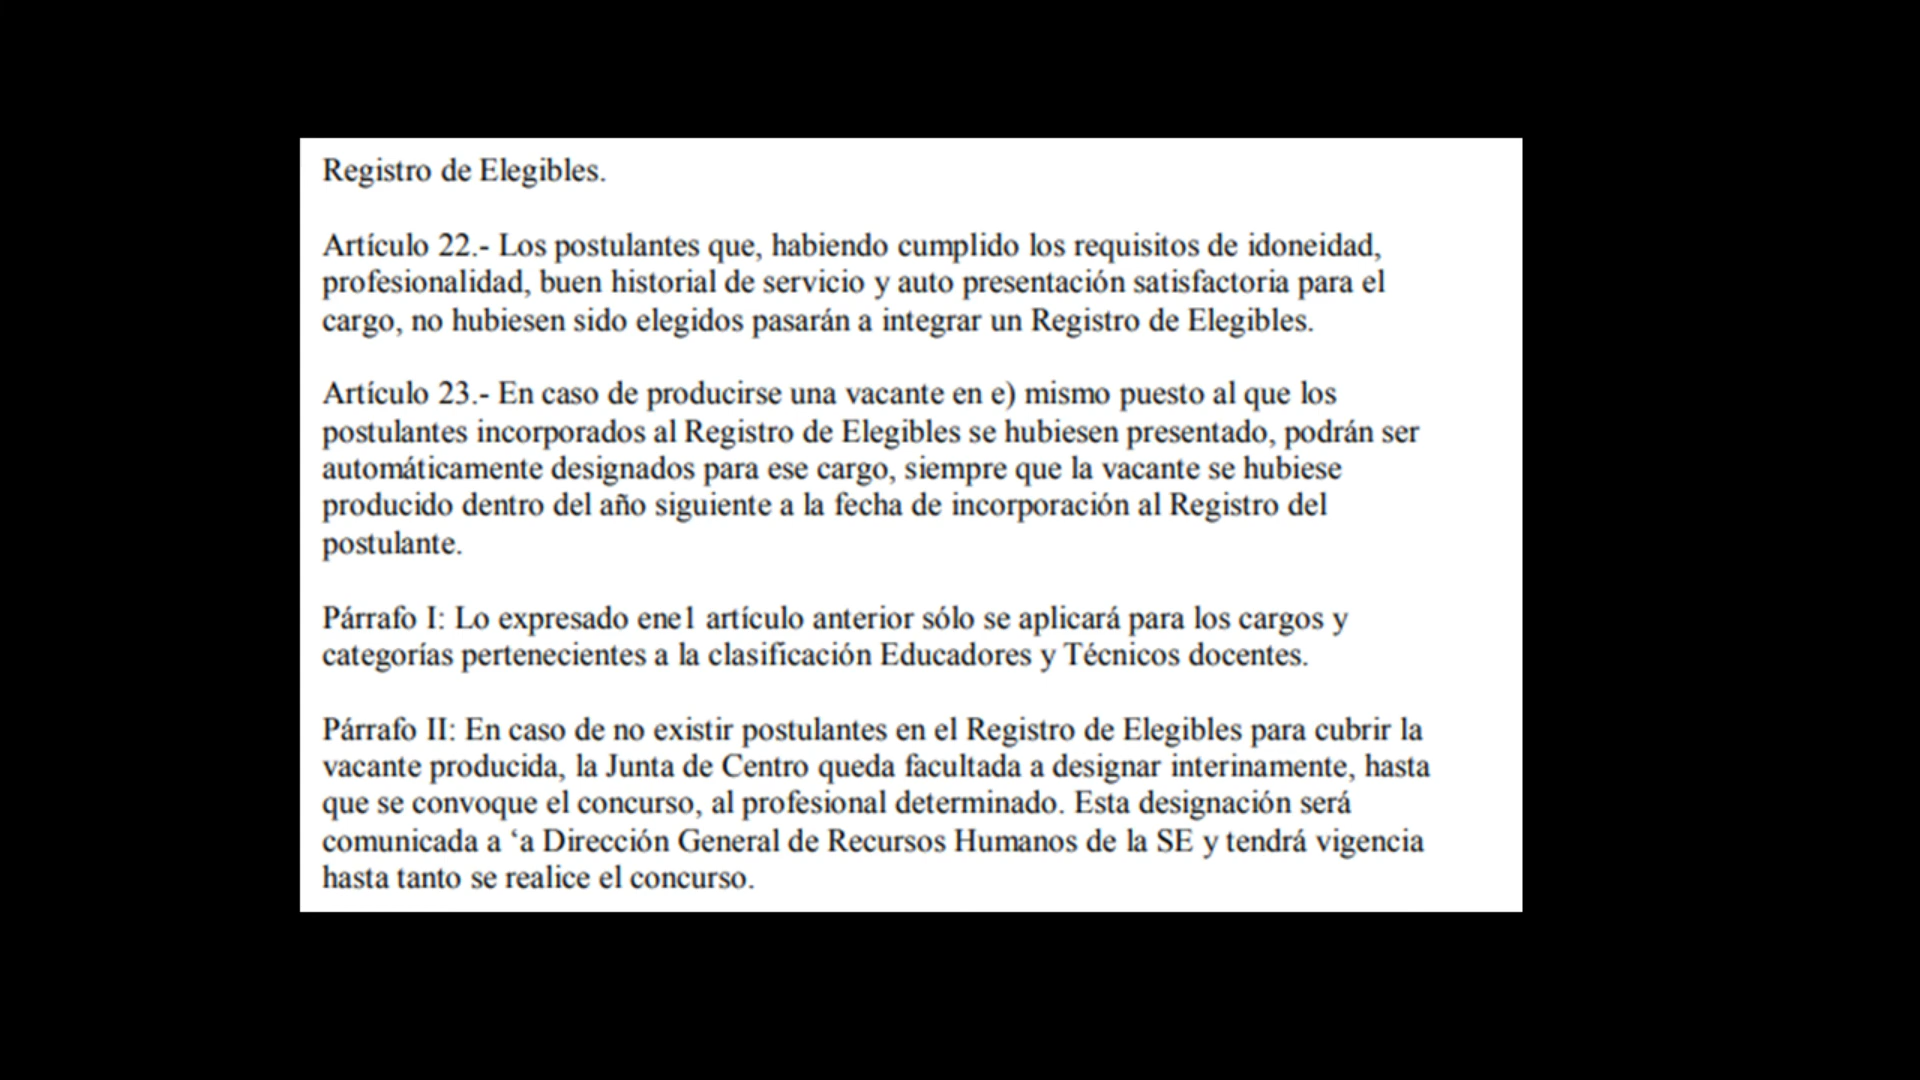 Registro de Elegibles.
Artículo 22.- Los postulantes que, habiendo cumplido los requisitos de idoneidad,
profesionalidad, buen historial de servicio y auto presentación satisfactoria para el
cargo, no hubiesen sido elegidos pasarán a integrar un Registro de Elegibles.
Artículo 23.- En caso de producirse una vacante en e) mismo puesto al que los
postulantes incorporados al Registro de Elegibles se hubiesen presentado, podrán ser
automáticamente designados para ese cargo, siempre que la vacante se hubiese
producido dentro del año siguiente a la fecha de incorporación al Registro del
postulante.
Párrafo I: Lo expresado ene1 artículo anterior sólo se aplicará para los cargos y
categorías pertenecientes a la clasificación Educadores y Técnicos docentes.
Párrafo II: En caso de no existir postulantes en el Registro de Elegibles para cubrir la
vacante producida, la Junta de Centro queda facultada a designar interinamente, hasta
que se convoque el concurso, al profesional determinado. Esta designación será
comunicada a ‘a Dirección General de Recursos Humanos de la SE y tendrá vigencia
hasta tanto se realice el concurso.